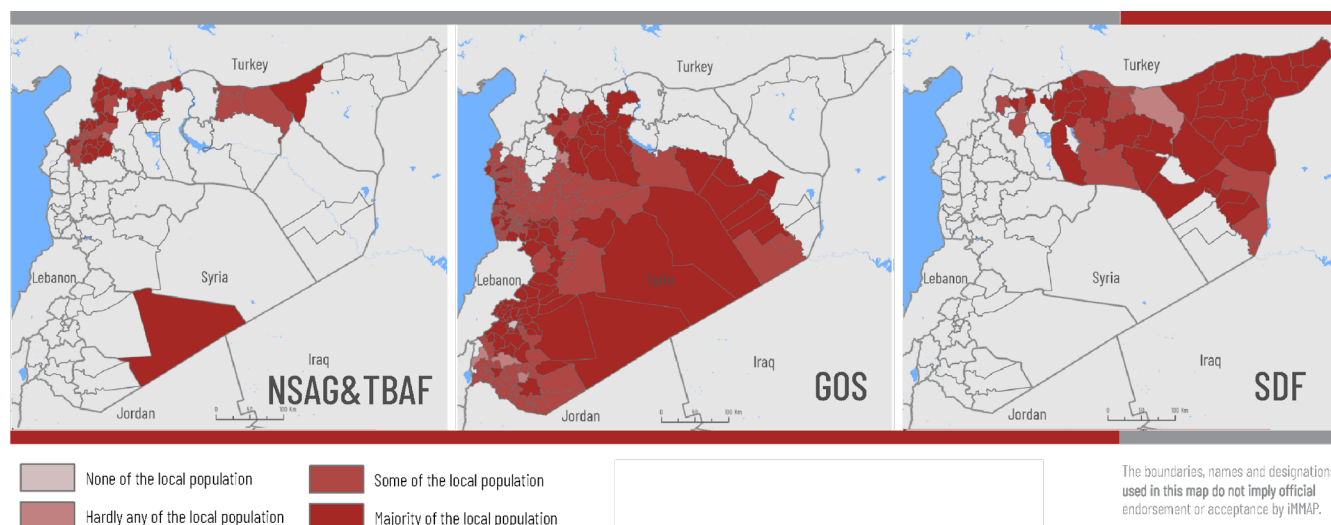 Turkey
Lebanon
Syria
Iraq
Jordan
NSAG&TBAF
Turkey
Lebanon
Syria
Iraq
Jordan
GOS
Turkey
Lebanon
Syria
Iraq
Jordan
SDF
None of the local population
Some of the local population
Hardly any of the local population
Majority of the local population
The boundaries, names and designations
used in this map do not imply official
endorsement or acceptance by iMMAP.